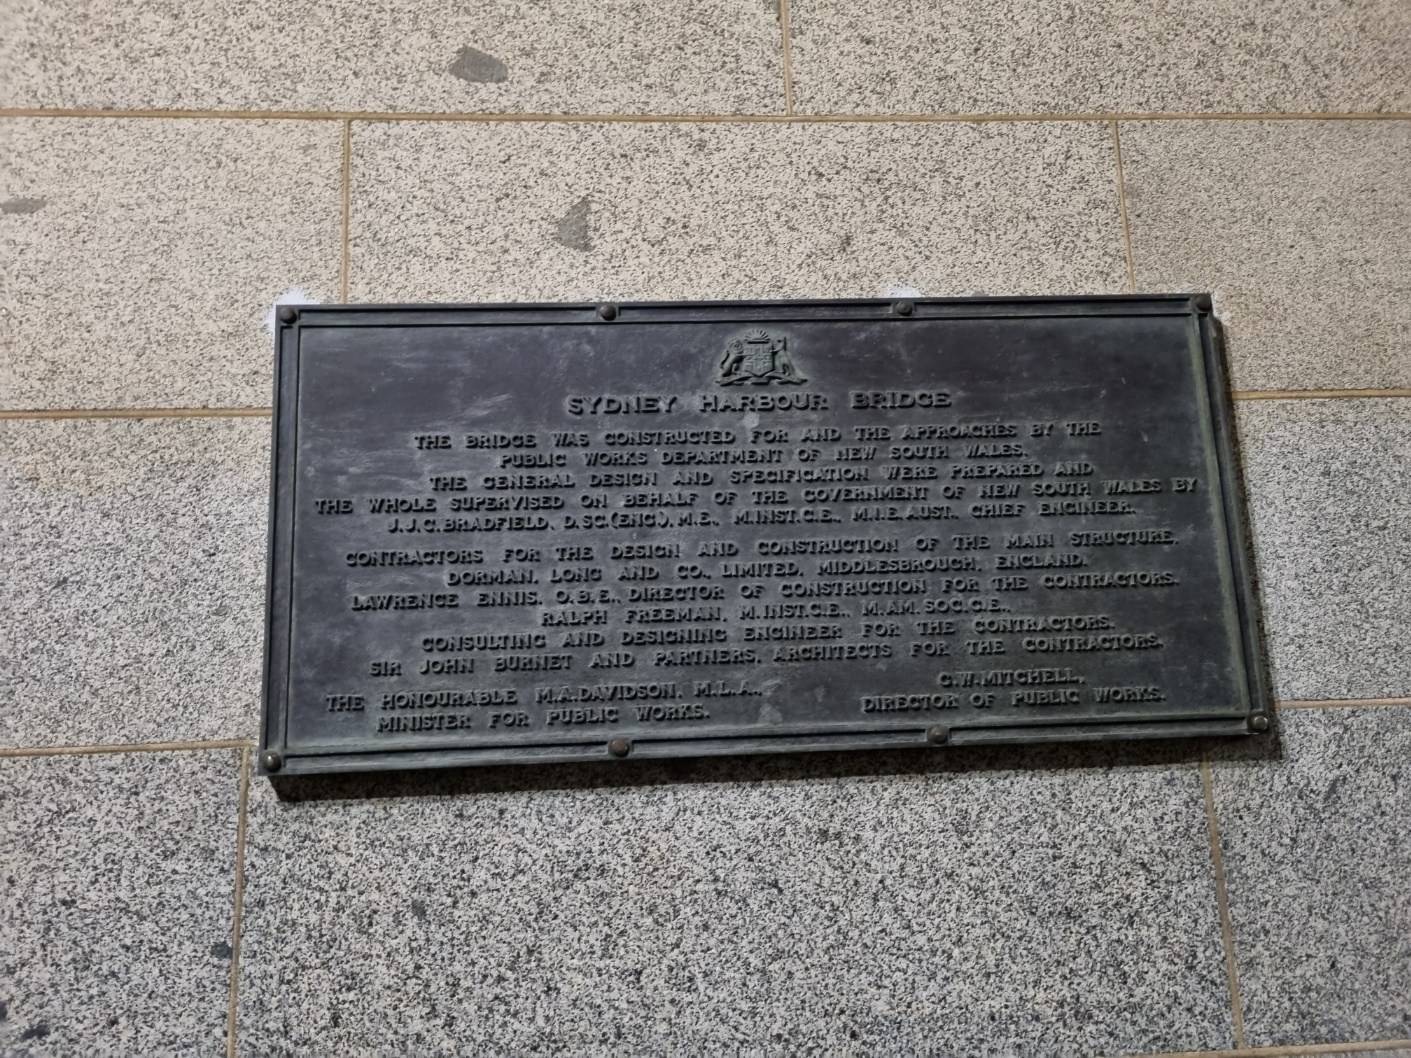 SYDNEY HARBOUR BRIDGE
THE BRIDGE WAS CONSTRUCTED FOR AND THE APPROACHES BY THE
PUBLIC WORKS DEPARTMENT OF NEW SOUTH WALES.
THE GENERAL DESIGN AND SPECIFICATION WERE PREPARED AND
THE WHOLE SUPERVISED ON BEHALF OF THE GOVERNMENT OF NEW SOUTH WALES BY
J.J.C.BRADFIELD, D.SC.(ENG.), M.E., M.INST.C.E., M.I.E.AUST., CHIEF ENGINEER.
CONTRACTORS FOR THE DESIGN AND CONSTRUCTION OF THE MAIN STRUCTURE,
DORMAN, LONG AND CO., LIMITED, MIDDLESBROUGH, ENGLAND.
LAWRENCE ENNIS, O.B.E., DIRECTOR OF CONSTRUCTION FOR THE CONTRACTORS.
RALPH FREEMAN, M.INST.C.E., M.AM.SOC.C.E.,
CONSULTING AND DESIGNING ENGINEER FOR THE CONTRACTORS.
SIR JOHN BURNET AND PARTNERS, ARCHITECTS FOR THE CONTRACTORS.
THE HONOURABLE M.A.DAVIDSON, M.L.A.,
MINISTER FOR PUBLIC WORKS.
C.W.MITCHELL,
DIRECTOR OF PUBLIC WORKS.